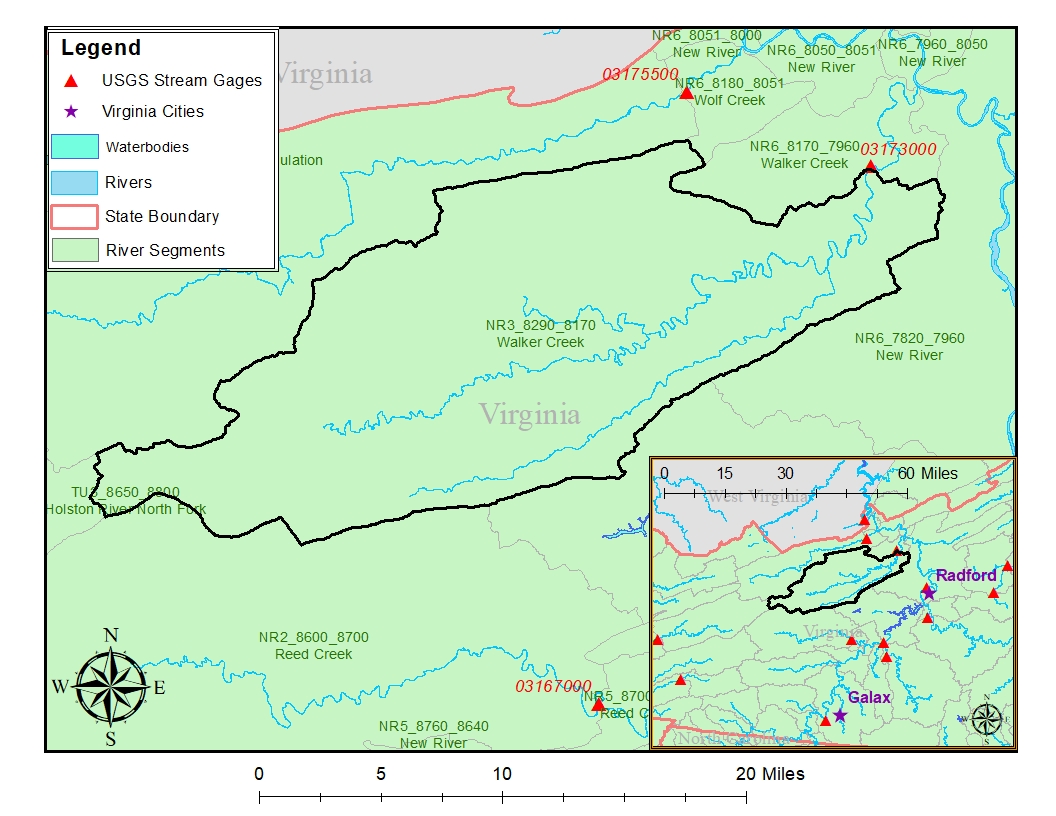 Legend
USGS Stream Gages
Virginia Cities
Waterbodies
Rivers
State Boundary
River Segments
Virginia
ulation
NR6_8051_8000
New River
NR6_8050_8051
New River
NR6_7960_8050
New River
03175500
NR6_8180_8051
Wolf Creek
NR6_8170_7960
Walker Creek
03173000
NR3_8290_8170
Walker Creek
NR6_7820_7960
New River
Virginia
Holston River North Fork
NR2_8600_8700
Reed Creek
03167000
NR5_8700
Reed C
NR5_8760_8640
New River
N
W
E
S
0 15 30 60 Miles
West Virginia
Radford
Virginia
Galax
North Carolina
N
W
E
S
0 5 10 20 Miles